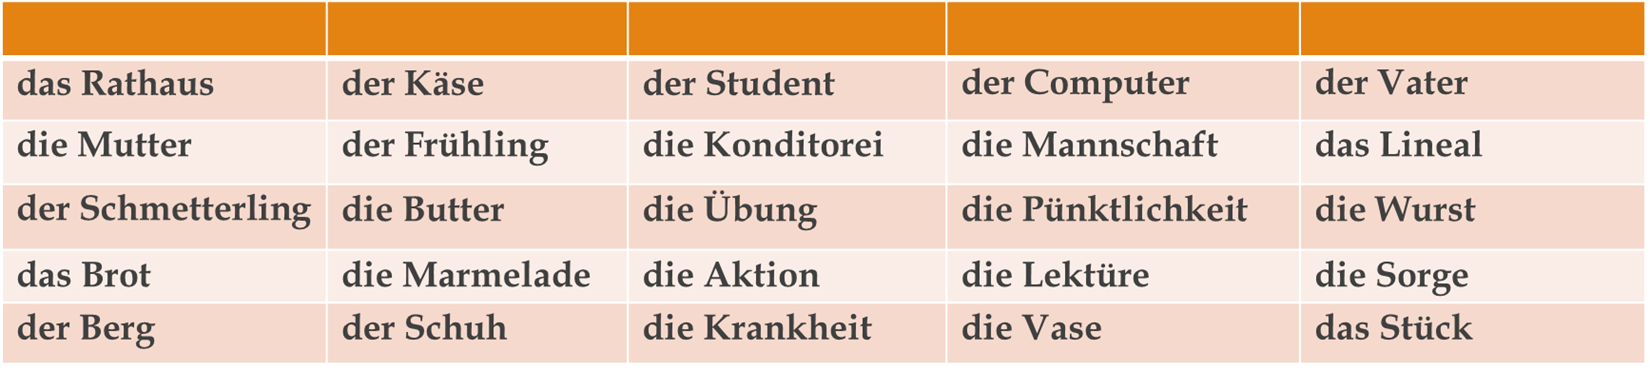 das Rathaus der Käse der Student der Computer der Vater
die Mutter der Frühling die Konditorei die Mannschaft das Lineal
der Schmetterling die Butter die Übung die Pünktlichkeit die Wurst
das Brot die Marmelade die Aktion die Lektüre die Sorge
der Berg der Schuh die Krankheit die Vase das Stück